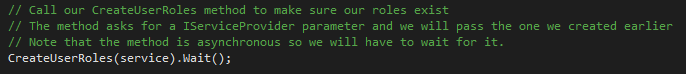 // Call our CreateUserRoles method to make sure our roles exist
// The method asks for a IServiceProvider parameter and we will pass the one we created earlier
// Note that the method is asynchronous so we will have to wait for it.
CreateUserRoles(service).Wait();